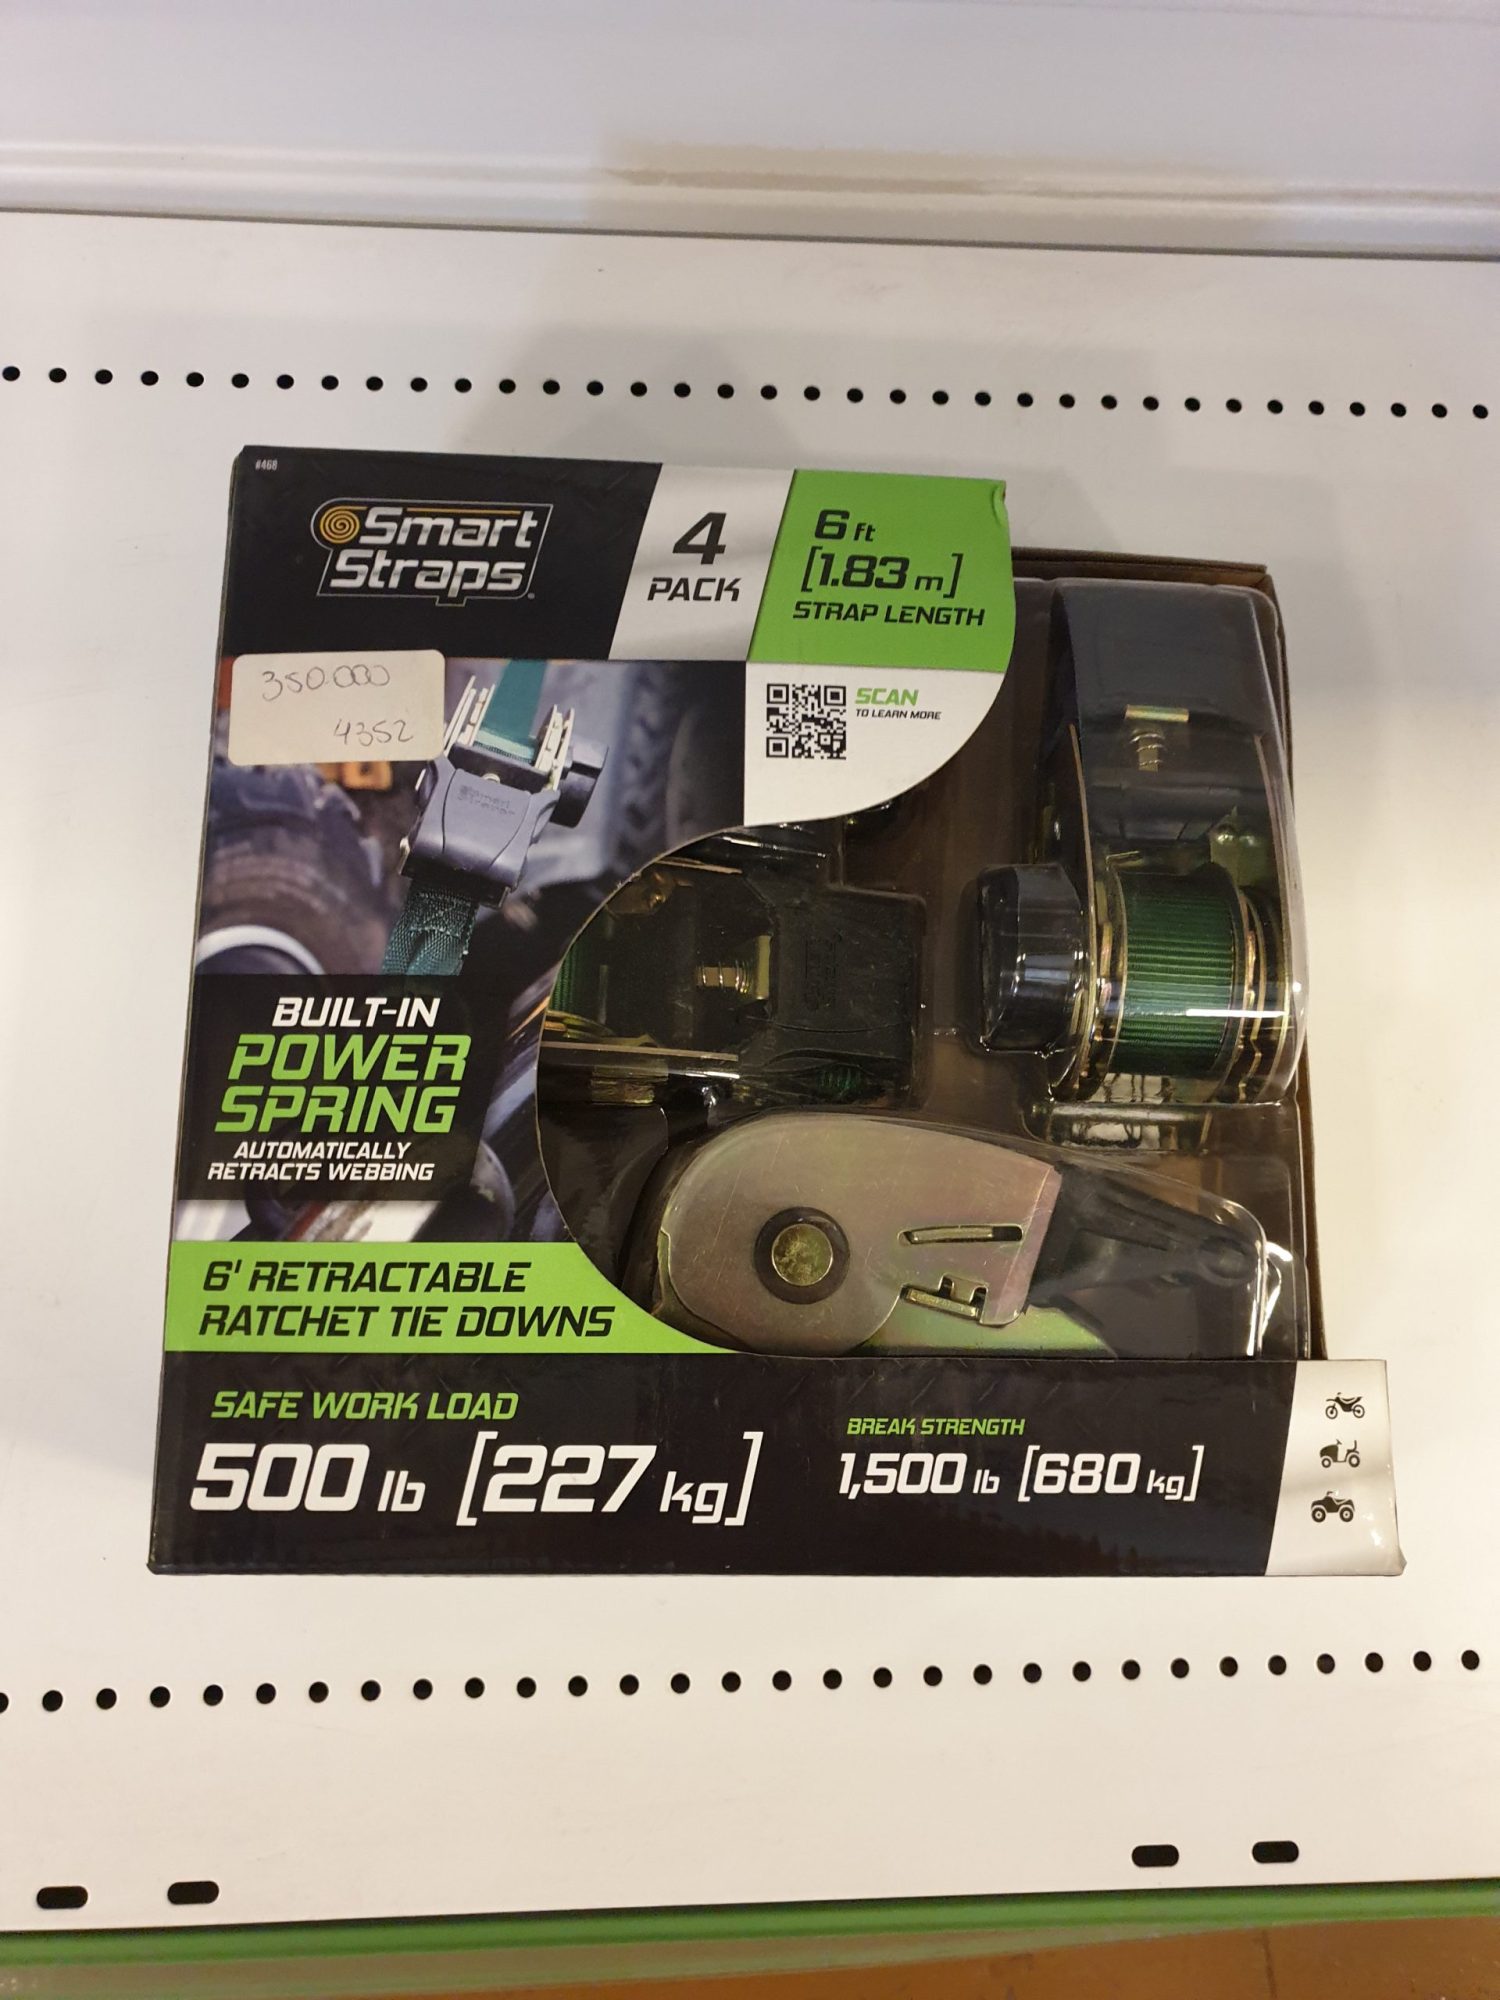 #468
Smart
Straps
4
PACK
6 ft
[1.83 m]
STRAP LENGTH
350.000
4352
SCAN
TO LEARN MORE
Smart
Straps
BUILT-IN
POWER
SPRING
AUTOMATICALLY
RETRACTS WEBBING
6' RETRACTABLE
RATCHET TIE DOWNS
SAFE WORK LOAD
500 lb [227 kg]
BREAK STRENGTH
1,500 lb [680 kg]